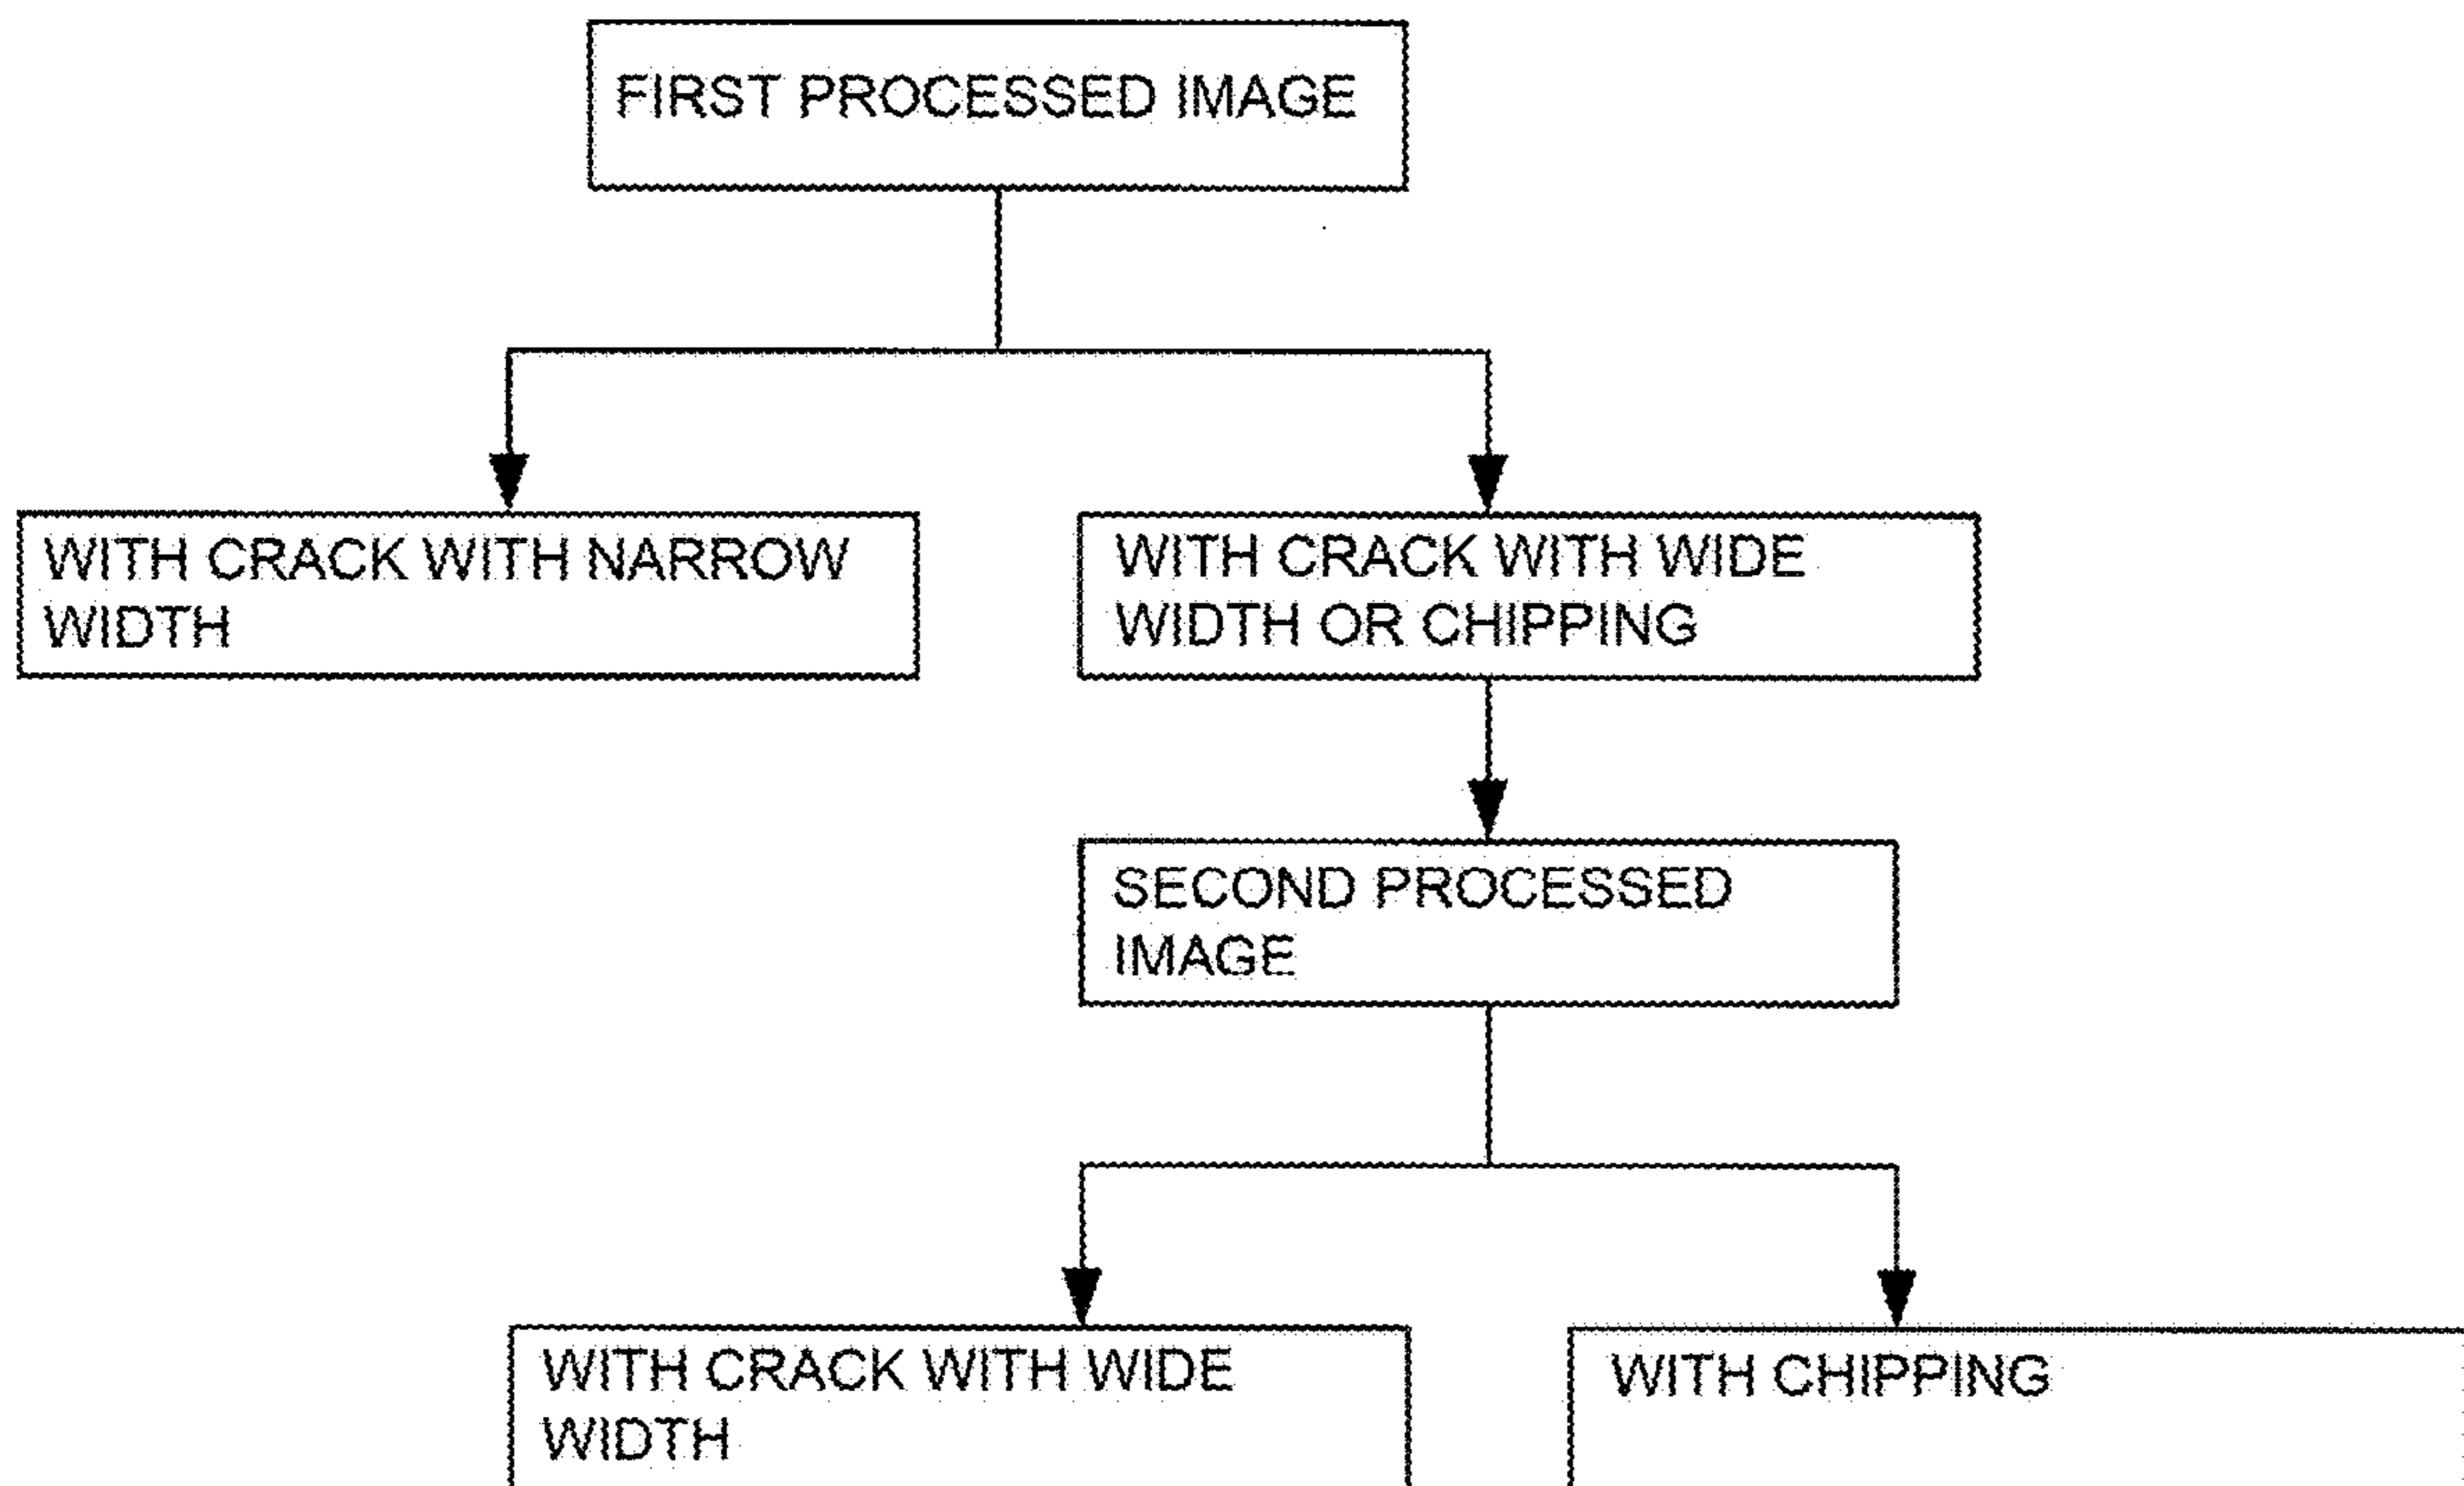 FIRST PROCESSED IMAGE
WITH CRACK WITH NARROW
WIDTH
WITH CRACK WITH WIDE
WIDTH OR CHIPPING
SECOND PROCESSED
IMAGE
WITH CRACK WITH WIDE
WIDTH
WITH CHIPPING